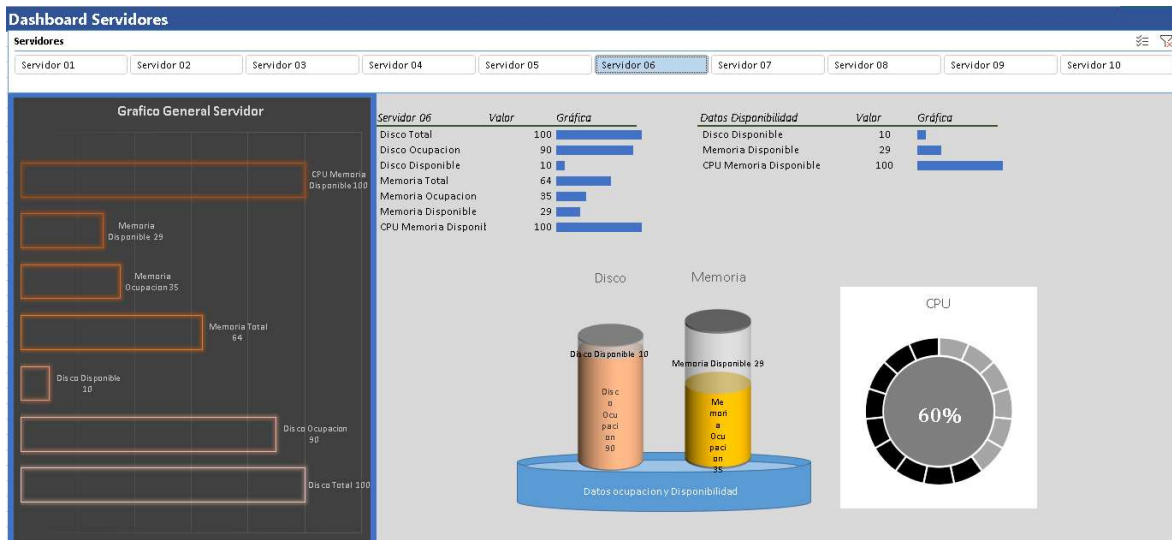 Dashboard Servidores
Servidores
Servidor 01 Servidor 02 Servidor 03 Servidor 04 Servidor 05 Servidor 06 Servidor 07 Servidor 08 Servidor 09 Servidor 10
Grafico General Servidor
CPU Memoria
Disponible 100
Memoria
Disponible 29
Memoria
Ocupacion 35
Memoria Total
64
Disco Disponible
10
Disco Ocupacion
90
Disco Total 100
Servidor 06 Valor Gráfica
Disco Total 100
Disco Ocupacion 90
Disco Disponible 10
Memoria Total 64
Memoria Ocupacion 35
Memoria Disponible 29
CPU Memoria Disponit 100
Datos Disponibilidad Valor Gráfica
Disco Disponible 10
Memoria Disponible 29
CPU Memoria Disponible 100
Disco
Disco Disponible 10
Disc
o
Ocu
paci
on
90
Memoria
Memoria Disponible 29
Me
mori
a
Ocu
pac
on
35
Datos ocupacion y Disponibilidad
CPU
60%